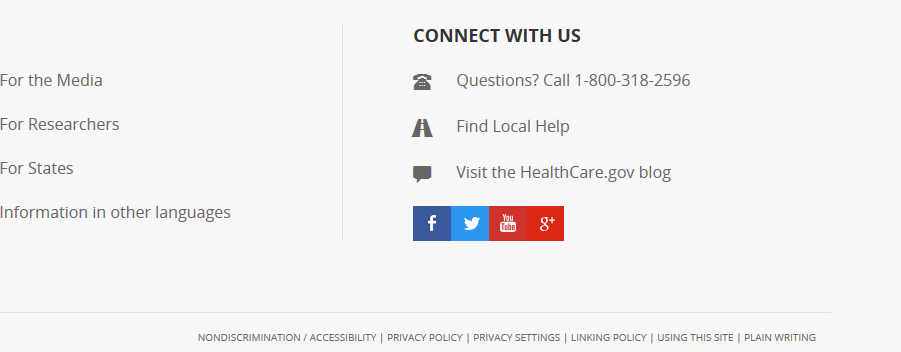 For the Media
For Researchers
For States
Information in other languages
CONNECT WITH US
Questions? Call 1-800-318-2596
Find Local Help
Visit the HealthCare.gov blog
f
You Tube
g+
NONDISCRIMINATION / ACCESSIBILITY | PRIVACY POLICY | PRIVACY SETTINGS | LINKING POLICY | USING THIS SITE | PLAIN WRITING